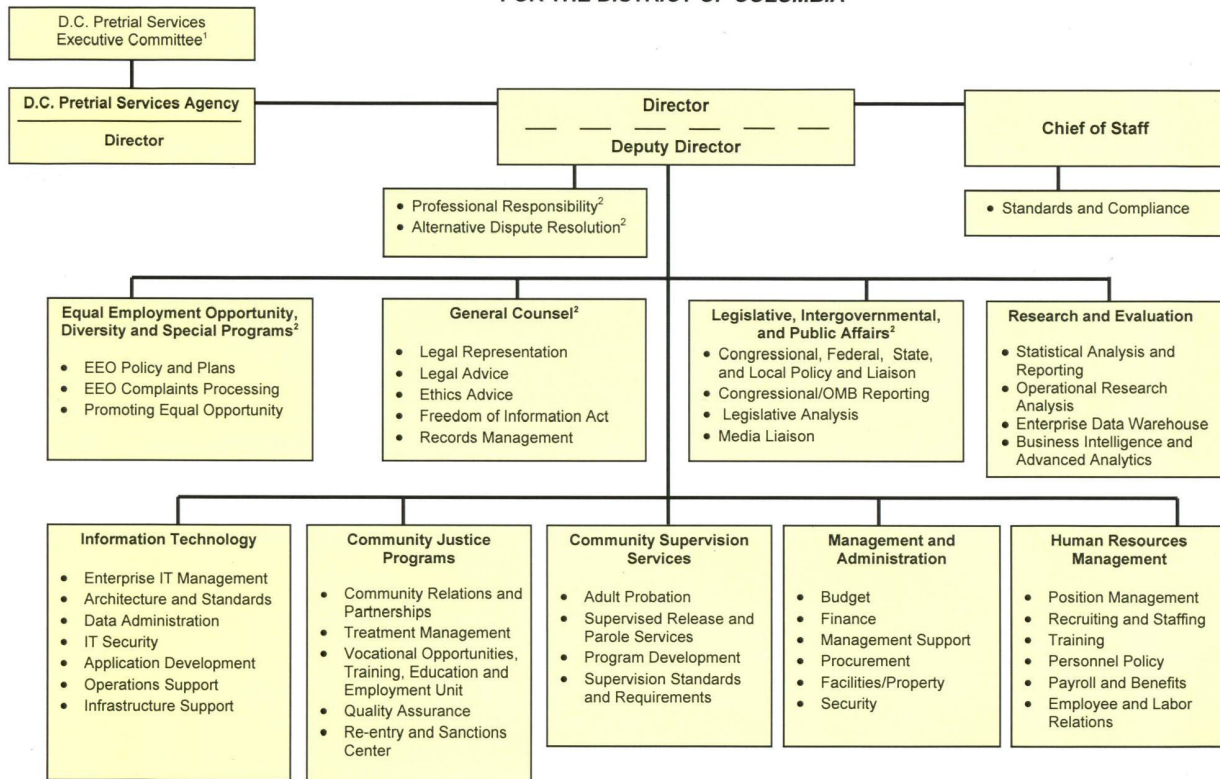 FOR THE DISTRICT OF COLUMBIA
D.C. Pretrial Services
Executive Committee¹
D.C. Pretrial Services Agency
Director
Director
Deputy Director
Chief of Staff
• Professional Responsibility²
• Alternative Dispute Resolution²
• Standards and Compliance
Equal Employment Opportunity,
Diversity and Special Programs²
• EEO Policy and Plans
• EEO Complaints Processing
• Promoting Equal Opportunity
General Counsel²
• Legal Representation
• Legal Advice
• Ethics Advice
• Freedom of Information Act
• Records Management
Legislative, Intergovernmental,
and Public Affairs²
• Congressional, Federal, State,
and Local Policy and Liaison
• Congressional/OMB Reporting
• Legislative Analysis
• Media Liaison
Research and Evaluation
• Statistical Analysis and
Reporting
• Operational Research
Analysis
• Enterprise Data Warehouse
• Business Intelligence and
Advanced Analytics
Information Technology
• Enterprise IT Management
• Architecture and Standards
• Data Administration
• IT Security
• Application Development
• Operations Support
• Infrastructure Support
Community Justice
Programs
• Community Relations and
Partnerships
• Treatment Management
• Vocational Opportunities,
Training, Education and
Employment Unit
• Quality Assurance
• Re-entry and Sanctions
Center
Community Supervision
Services
• Adult Probation
• Supervised Release and
Parole Services
• Program Development
• Supervision Standards
and Requirements
Management and
Administration
• Budget
• Finance
• Management Support
• Procurement
• Facilities/Property
• Security
Human Resources
Management
• Position Management
• Recruiting and Staffing
• Training
• Personnel Policy
• Payroll and Benefits
• Employee and Labor
Relations